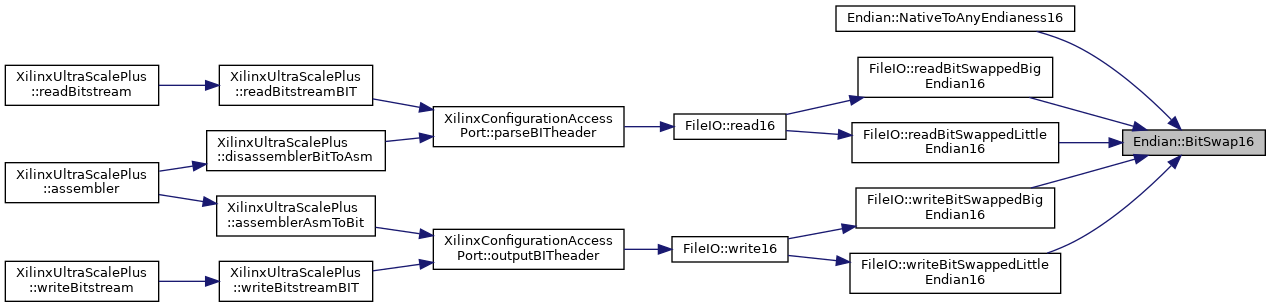 Endian::NativeToAnyEndianess16
FileIO::readBitSwappedBig
Endian16
XilinxUltraScalePlus
::readBitstream
XilinxUltraScalePlus
::readBitstreamBIT
XilinxConfigurationAccess
Port::parseBITheader
FileIO::read16
FileIO::readBitSwappedLittle
Endian16
Endian::BitSwap16
XilinxUltraScalePlus
::disassemblerBitToAsm
XilinxUltraScalePlus
::assembler
XilinxUltraScalePlus
::assemblerAsmToBit
FileIO::writeBitSwappedBig
Endian16
XilinxConfigurationAccess
Port::outputBITheader
FileIO::write16
XilinxUltraScalePlus
::writeBitstream
XilinxUltraScalePlus
::writeBitstreamBIT
FileIO::writeBitSwappedLittle
Endian16